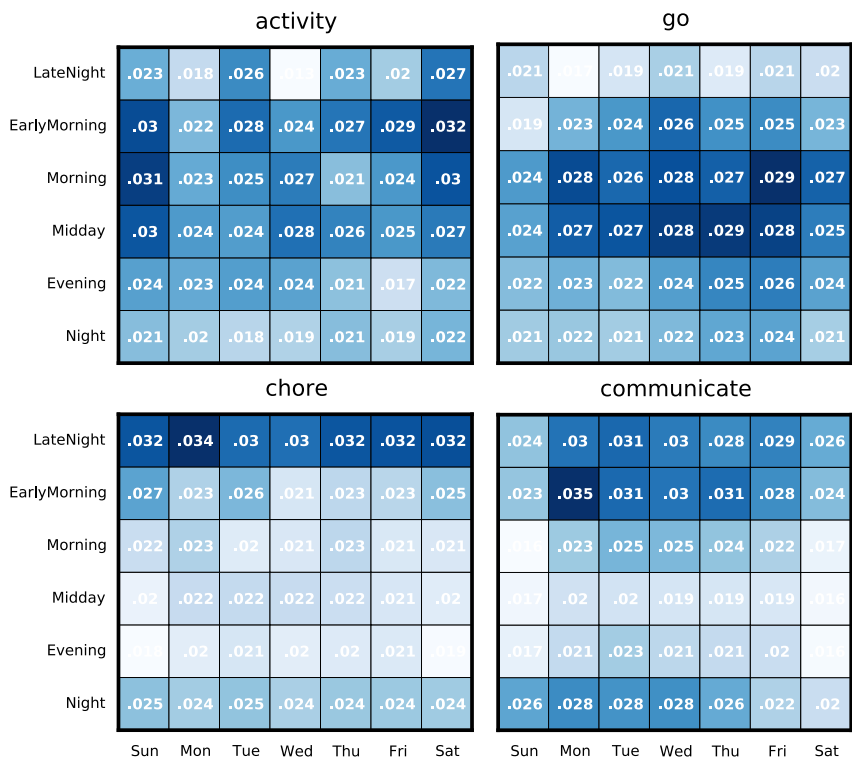 activity go
LateNight .023 .018 .026 .023 .02 .027 .021 .019 .021 .019 .021 .02
EarlyMorning .03 .022 .028 .024 .027 .029 .032 .019 .023 .024 .026 .025 .025 .023
Morning .031 .023 .025 .027 .021 .024 .03 .024 .028 .026 .028 .027 .029 .027
Midday .03 .024 .024 .028 .026 .025 .027 .024 .027 .027 .028 .029 .028 .025
Evening .024 .023 .024 .024 .021 .017 .022 .022 .023 .022 .024 .025 .026 .024
Night .021 .02 .018 .019 .021 .019 .022 .021 .022 .021 .022 .023 .024 .021
chore communicate
LateNight .032 .034 .03 .03 .032 .032 .032 .024 .03 .031 .03 .028 .029 .026
EarlyMorning .027 .023 .026 .021 .023 .023 .025 .023 .035 .031 .03 .031 .028 .024
Morning .022 .023 .02 .021 .023 .021 .021 .023 .025 .025 .024 .022 .017
Midday .02 .022 .022 .022 .022 .021 .02 .017 .02 .02 .019 .019 .019 .016
Evening .02 .021 .02 .02 .021 .017 .021 .023 .021 .021 .02
Night .025 .024 .025 .024 .024 .024 .024 .026 .028 .028 .028 .026 .022 .02
Sun Mon Tue Wed Thu Fri Sat Sun Mon Tue Wed Thu Fri Sat